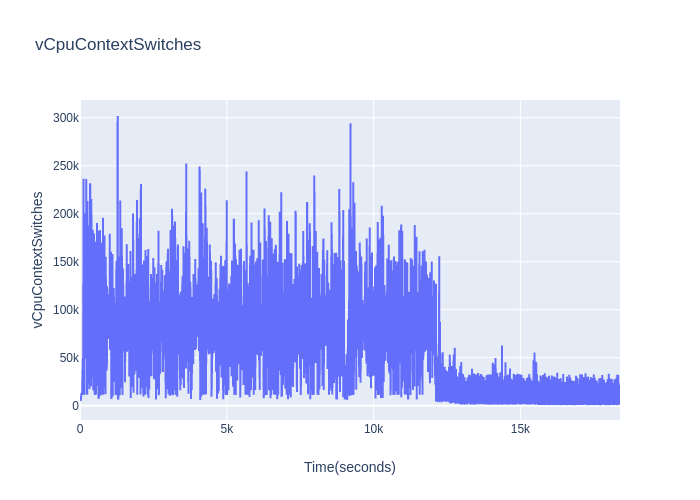 vCpuContextSwitches
300k
250k
200k
150k
100k
50k
0
vCpuContextSwitches
0
5k
10k
15k
Time(seconds)